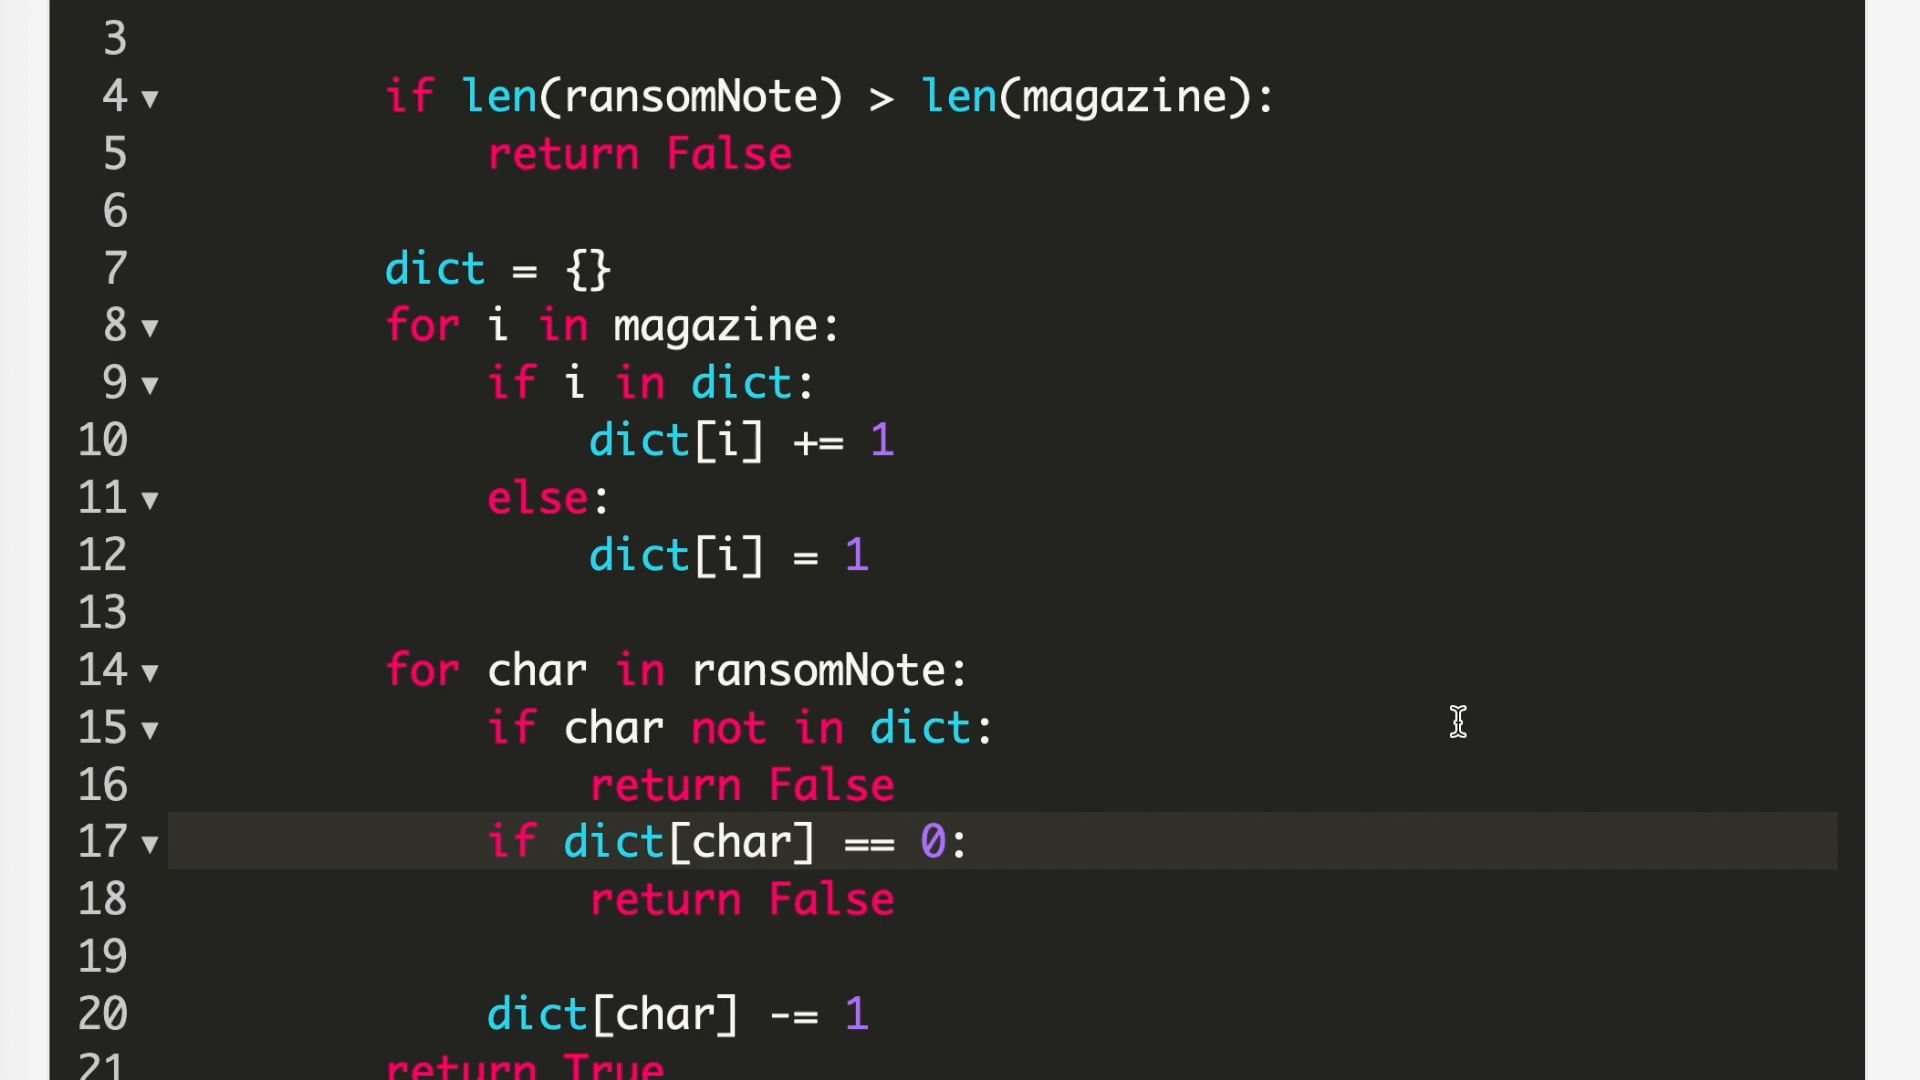 3
4 if len(ransomNote) > len(magazine):
5 return False
6
7 dict = {}
8 for i in magazine:
9 if i in dict:
10 dict[i] += 1
11 else:
12 dict[i] = 1
13
14 for char in ransomNote:
15 if char not in dict:
16 return False
17 if dict[char] == 0:
18 return False
19
20 dict[char] -= 1
21 return True